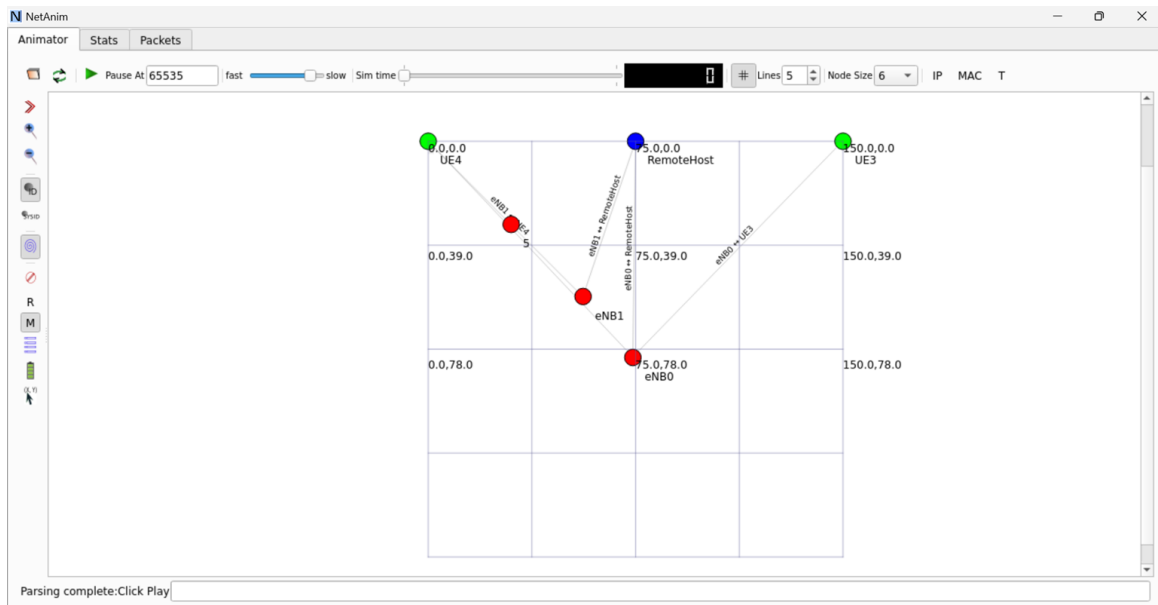 NetAnim
Animator Stats Packets
Pause At 65535 fast slow Sim time 0 Lines 5 Node Size 6 IP MAC T
ID
SYSID
R
M
(X,Y)
0.0,0.0 75.0,0.0 150.0,0.0
UE4 RemoteHost UE3
eNB1 ↔ UE4
eNB1 ↔ RemoteHost
eNB0 ↔ RemoteHost
eNB0 ↔ UE3
5
0.0,39.0 75.0,39.0 150.0,39.0
eNB1
0.0,78.0 75.0,78.0 150.0,78.0
eNB0
Parsing complete:Click Play